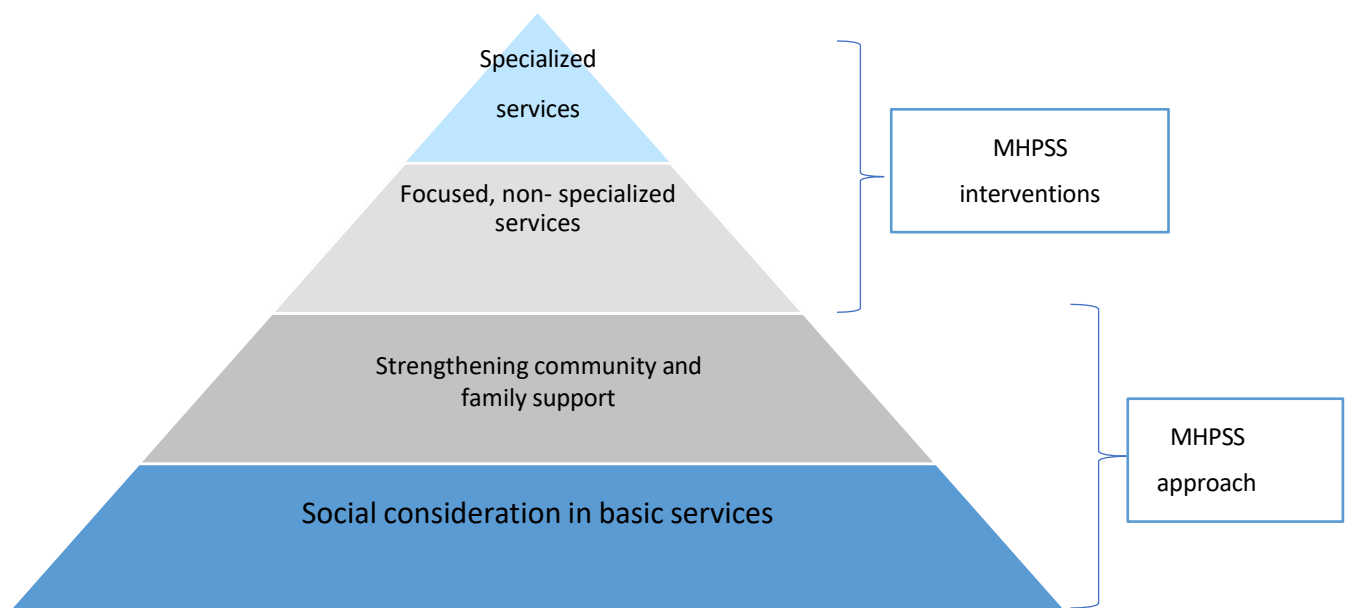 Specialized
services
MHPSS
interventions
Focused, non- specialized
services
Strengthening community and
family support
MHPSS
approach
Social consideration in basic services